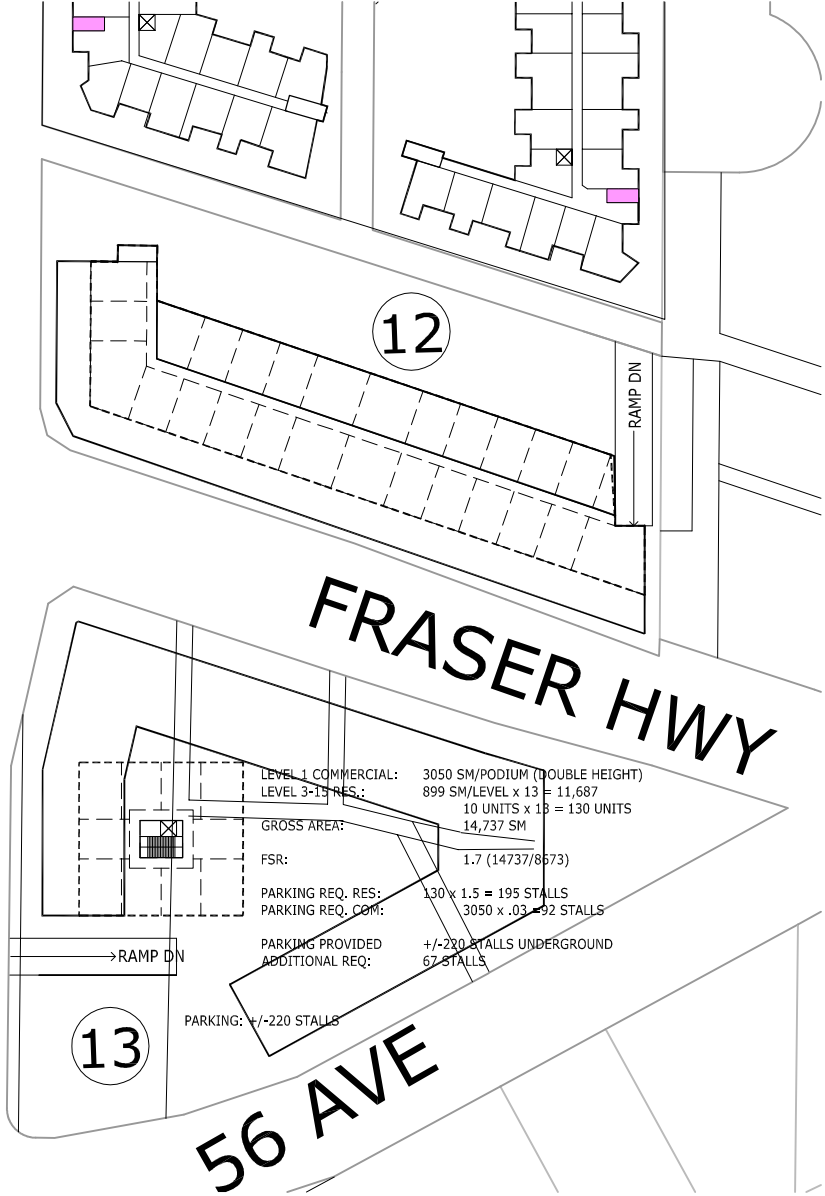 12
RAMP DN
FRASER HWY
LEVEL 1 COMMERCIAL: 3050 SM/PODIUM (DOUBLE HEIGHT)
LEVEL 3-15 RES.: 899 SM/LEVEL x 13 = 11,687
10 UNITS x 13 = 130 UNITS
GROSS AREA: 14,737 SM
FSR: 1.7 (14737/8673)
PARKING REQ. RES: 130 x 1.5 = 195 STALLS
PARKING REQ. COM: 3050 x .03 =92 STALLS
PARKING PROVIDED +/-220 STALLS UNDERGROUND
ADDITIONAL REQ: 67 STALLS
RAMP DN
PARKING: +/-220 STALLS
13
56 AVE